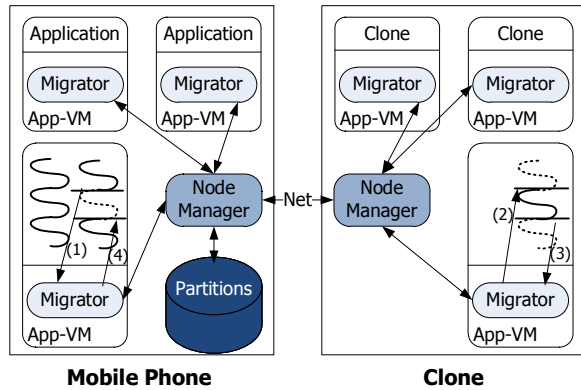 Application
Application
Migrator
Migrator
App-VM
App-VM
Clone
Clone
Migrator
Migrator
App-VM
App-VM
Node
Manager
Net
Node
Manager
(1)
(4)
(2)
(3)
Partitions
Migrator
App-VM
Migrator
App-VM
Mobile Phone
Clone